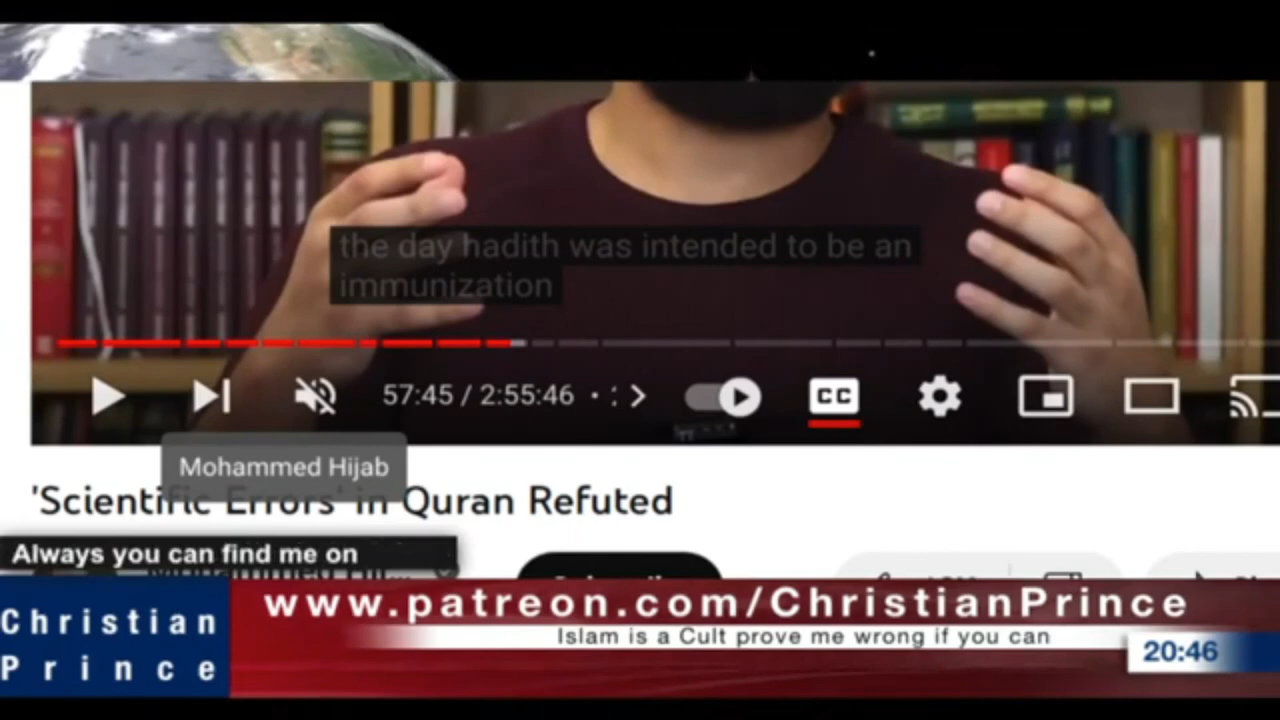 the day hadith was intended to be an
immunization
57:45 / 2:55:46
CC
Mohammed Hijab
'Scientific Errors' in Quran Refuted
Always you can find me on
www.patreon.com/ChristianPrince
Islam is a Cult prove me wrong if you can
Christian
Prince
20:46